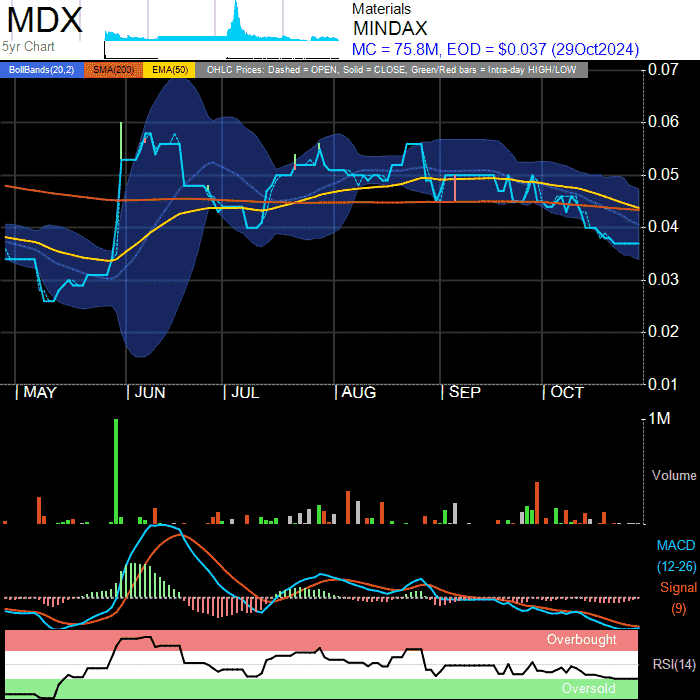 MDX
5yr Chart
Materials
MINDAX
MC = 75.8M, EOD = $0.037 (29Oct2024)
BollBands(20,2) SMA(200) EMA(50) OHLC Prices: Dashed = OPEN, Solid = CLOSE, Green/Red bars = Intra-day HIGH/LOW
0.07
0.06
0.05
0.04
0.03
0.02
0.01
MAY JUN JUL AUG SEP OCT
1M
Volume
MACD
(12-26)
Signal
(9)
Overbought
RSI(14)
Oversold